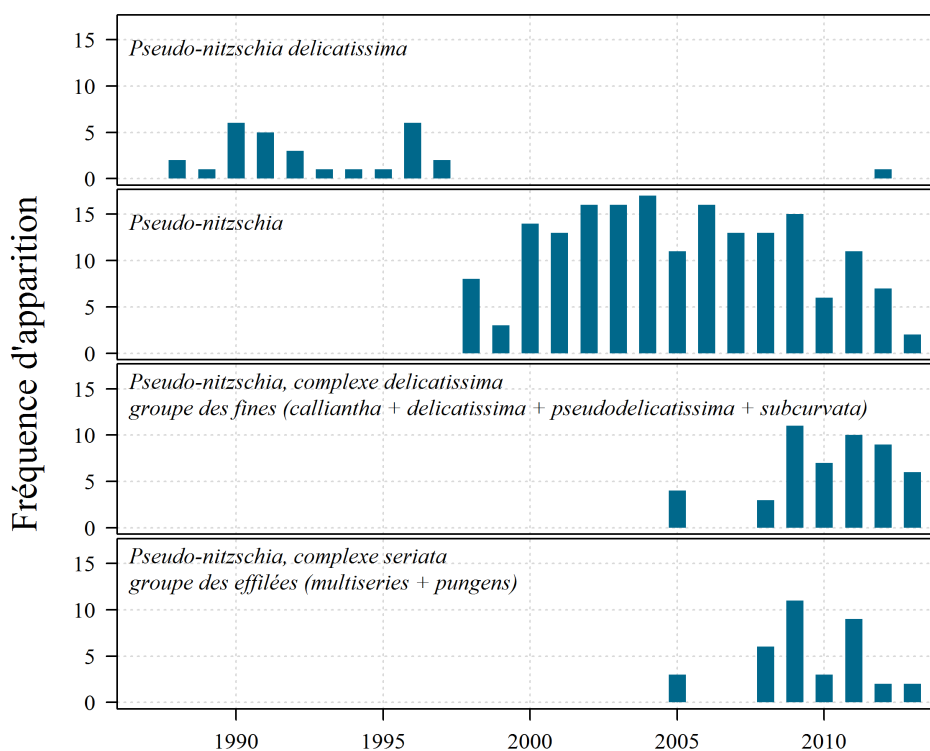 Fréquence d'apparition
15
Pseudo-nitzschia delicatissima
10
5
0
15
Pseudo-nitzschia
10
5
0
Pseudo-nitzschia, complexe delicatissima
15
groupe des fines (calliantha + delicatissima + pseudodelicatissima + subcurvata)
10
5
0
Pseudo-nitzschia, complexe seriata
15
groupe des effilées (multiseries + pungens)
10
5
0
1990 1995 2000 2005 2010